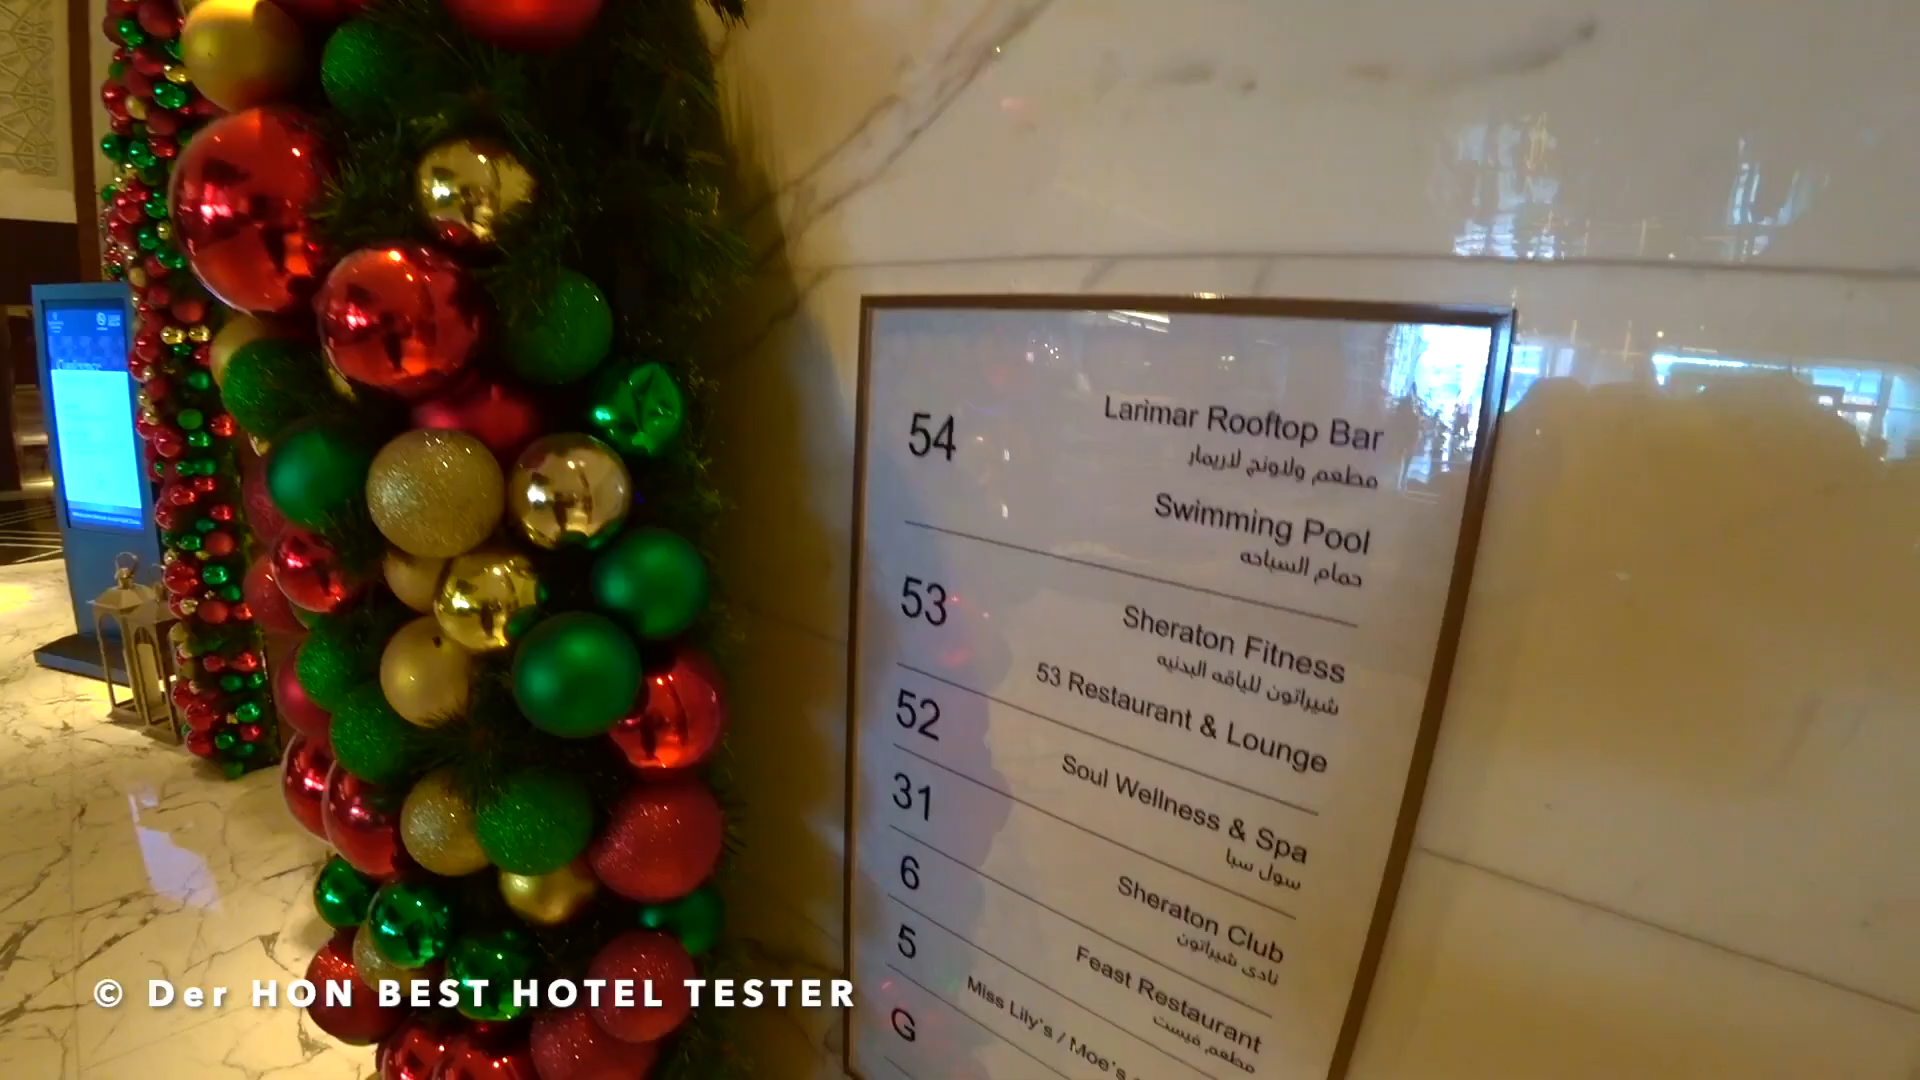 54
Larimar Rooftop Bar
مطعم ولاونج لاريمار
Swimming Pool
حمام السباحه
53
Sheraton Fitness
شيراتون للياقه البدنيه
53 Restaurant & Lounge
52
Soul Wellness & Spa
سول سبا
31
Sheraton Club
نادى شيراتون
6
Feast Restaurant
مطعم فيست
5
Miss Lily's / Moe's
G
© Der HON BEST HOTEL TESTER